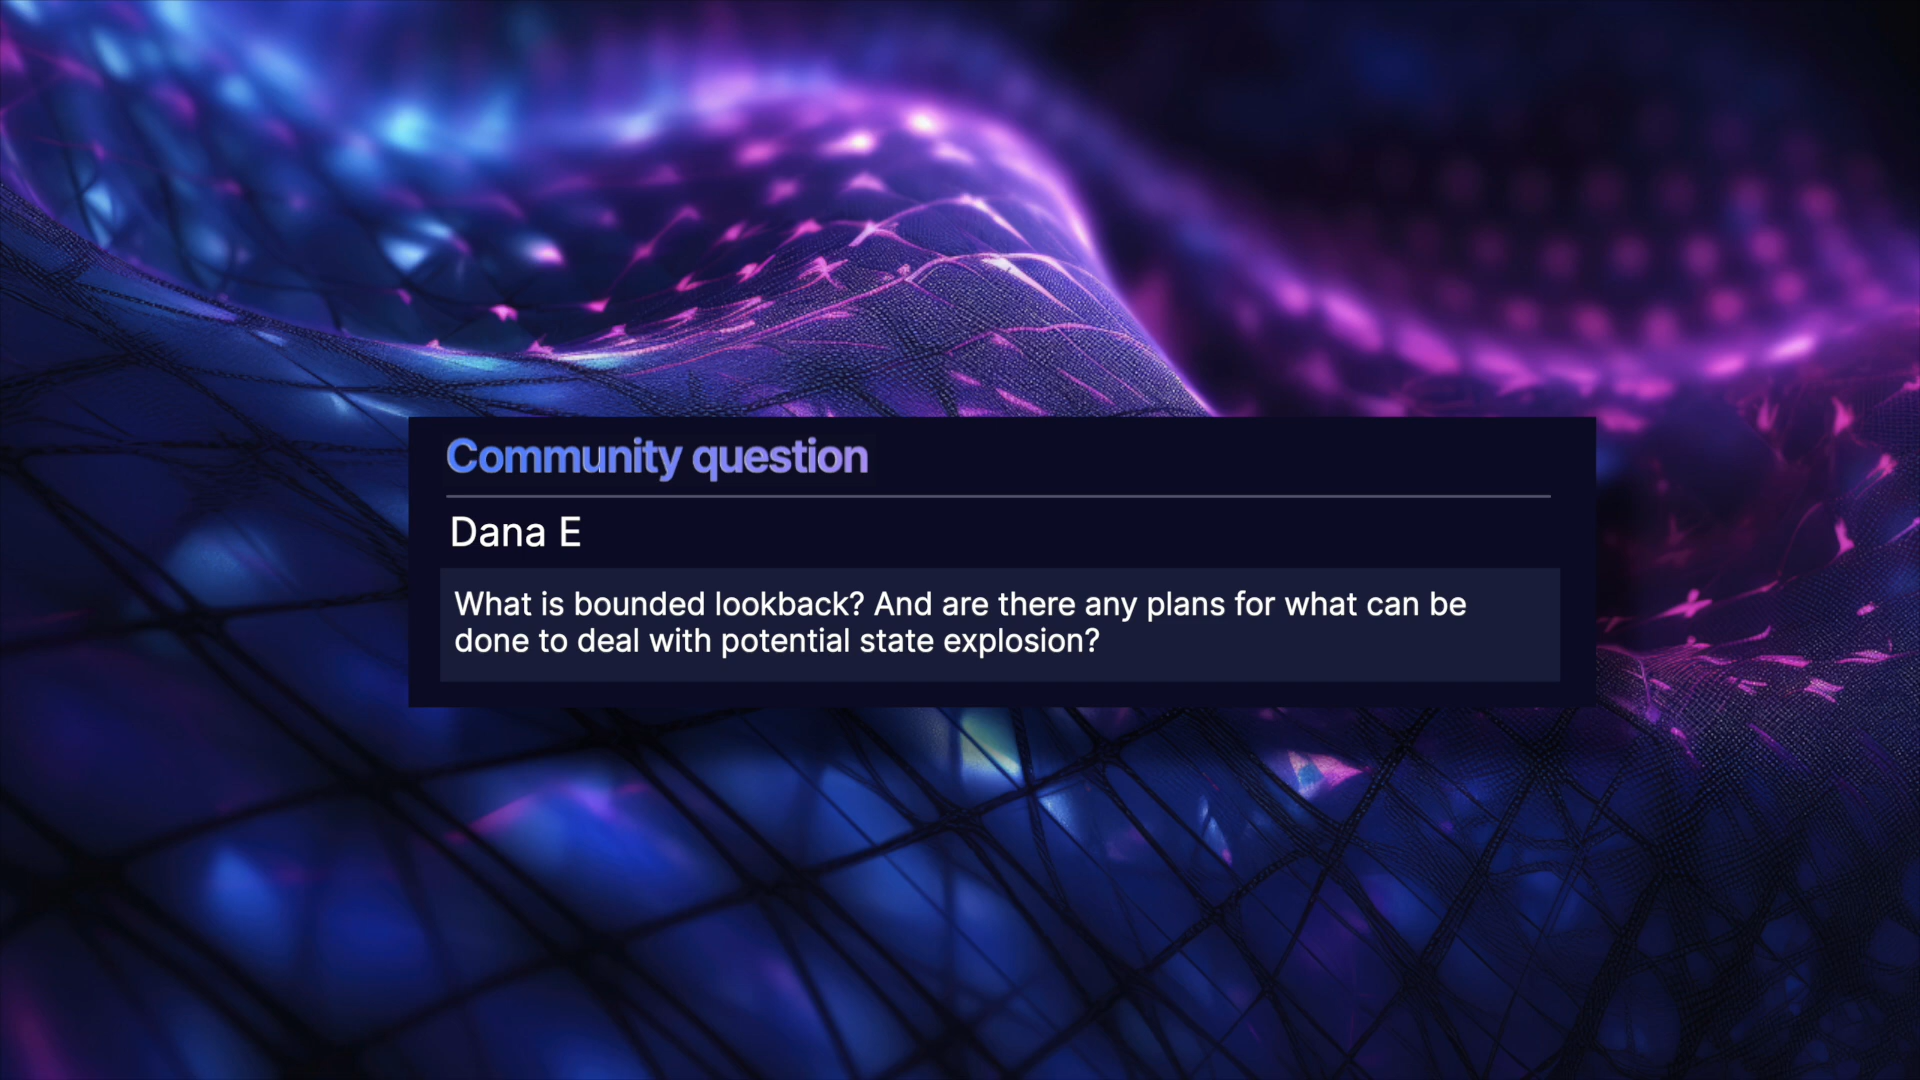 Community question
Dana E
What is bounded lookback? And are there any plans for what can be
done to deal with potential state explosion?